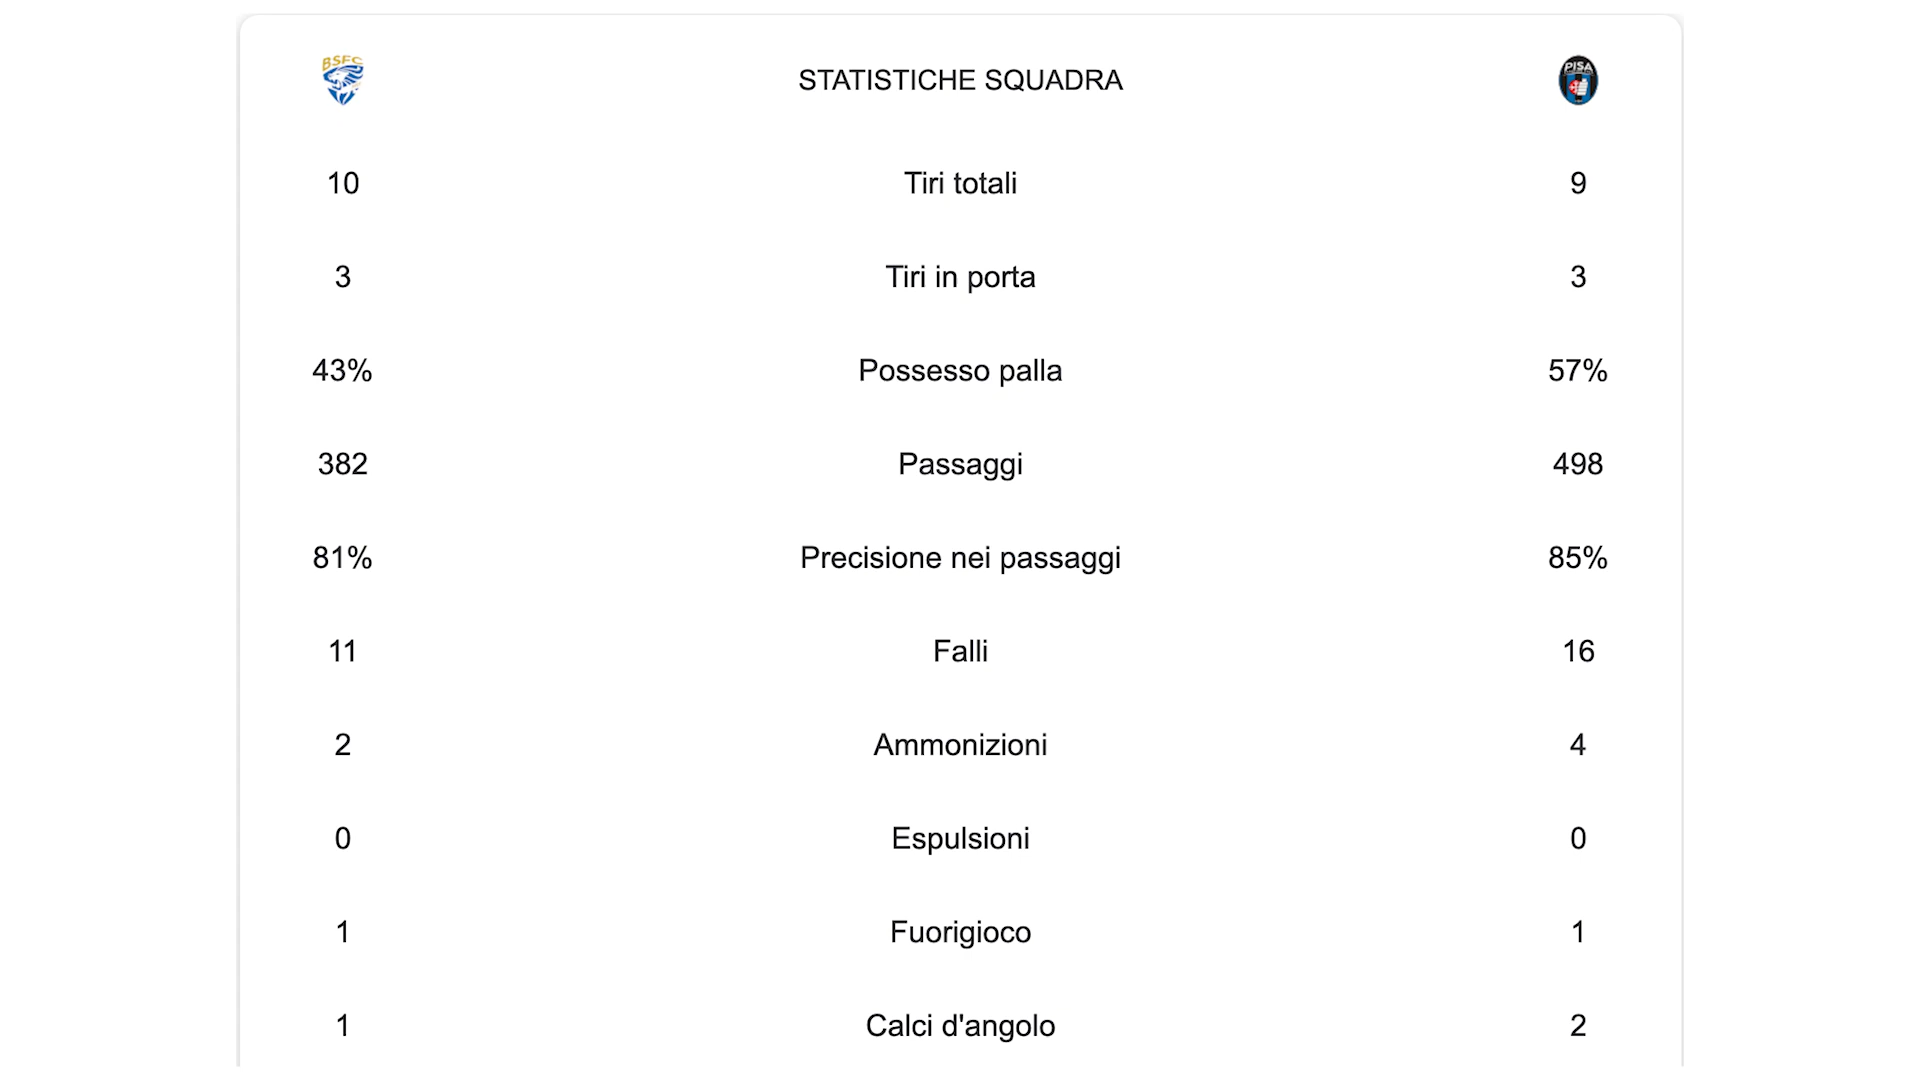 BSFC STATISTICHE SQUADRA PISA
10 Tiri totali 9
3 Tiri in porta 3
43% Possesso palla 57%
382 Passaggi 498
81% Precisione nei passaggi 85%
11 Falli 16
2 Ammonizioni 4
0 Espulsioni 0
1 Fuorigioco 1
1 Calci d'angolo 2